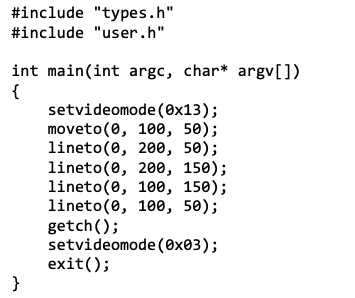 #include "types.h"
#include "user.h"

int main(int argc, char* argv[])
{
    setvideomode(0x13);
    moveto(0, 100, 50);
    lineto(0, 200, 50);
    lineto(0, 200, 150);
    lineto(0, 100, 150);
    lineto(0, 100, 50);
    getch();
    setvideomode(0x03);
    exit();
}